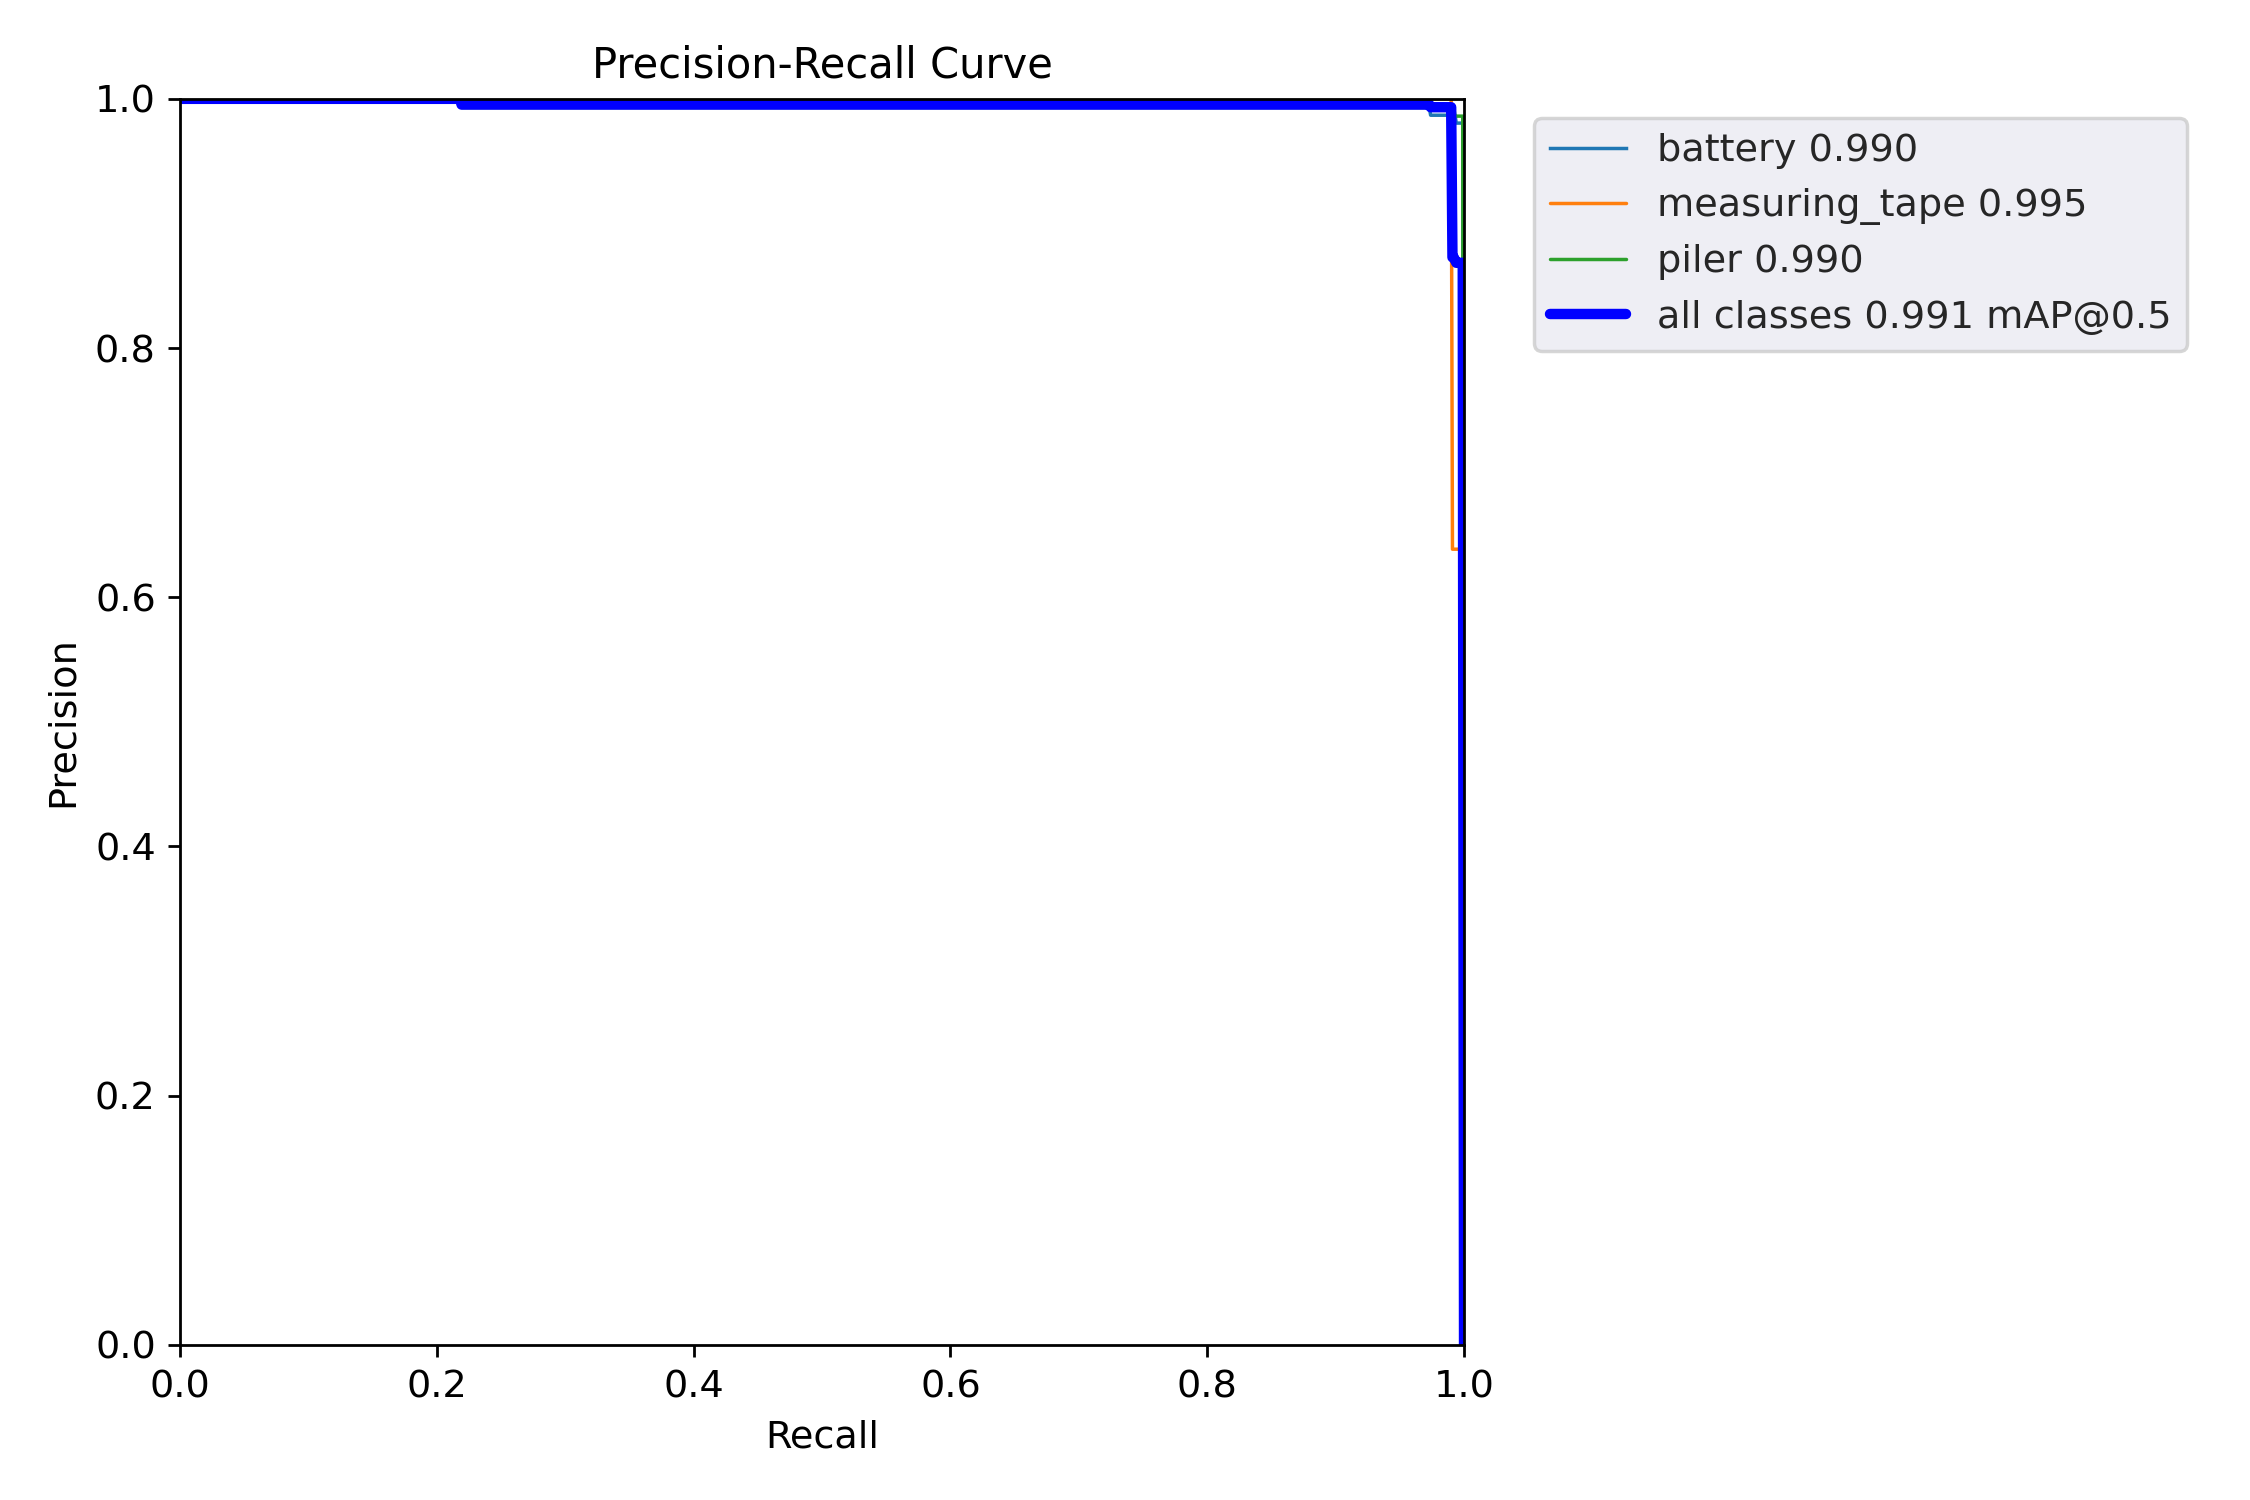 Precision-Recall Curve
1.0
0.8
0.6
0.4
0.2
0.0
Precision
0.0 0.2 0.4 0.6 0.8 1.0
Recall
battery 0.990
measuring_tape 0.995
piler 0.990
all classes 0.991 mAP@0.5